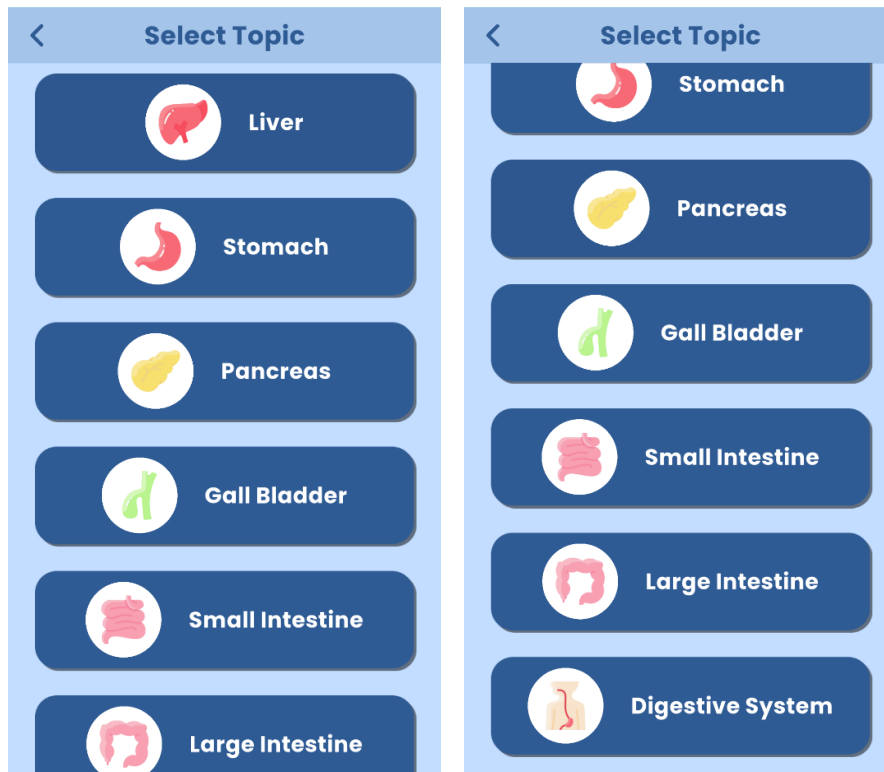 Select Topic
Liver
Stomach
Pancreas
Gall Bladder
Small Intestine
Large Intestine
Select Topic
Stomach
Pancreas
Gall Bladder
Small Intestine
Large Intestine
Digestive System